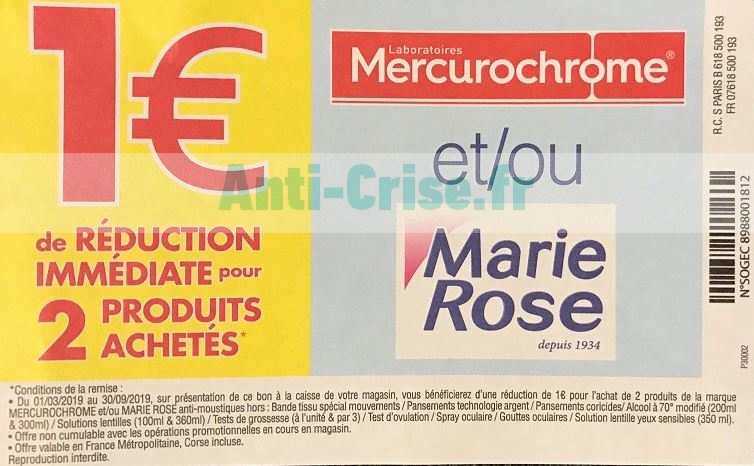 1€
de RÉDUCTION
IMMÉDIATE pour
2 PRODUITS
ACHETÉS*
Laboratoires
Mercurochrome®
et/ou
Anti-Crise.fr
Marie
Rose
depuis 1934
R.C. S PARIS B 618 500 193
FR 07618 500 193
N°SOGEC 8988001812
P30002
*Conditions de la remise :
• Du 01/03/2019 au 30/09/2019, sur présentation de ce bon à la caisse de votre magasin, vous bénéficierez d'une réduction de 1€ pour l'achat de 2 produits de la marque
MERCUROCHROME et/ou MARIE ROSE anti-moustiques hors : Bande tissu spécial mouvements / Pansements technologie argent / Pansements coricides/ Alcool à 70° modifié (200ml
& 300ml) / Solutions lentilles (100ml & 360ml) / Tests de grossesse (à l'unité & par 3) / Test d'ovulation / Spray oculaire / Gouttes oculaires / Solution lentille yeux sensibles (350 ml).
• Offre non cumulable avec les opérations promotionnelles en cours en magasin.
• Offre valable en France Métropolitaine, Corse incluse.
Reproduction interdite.